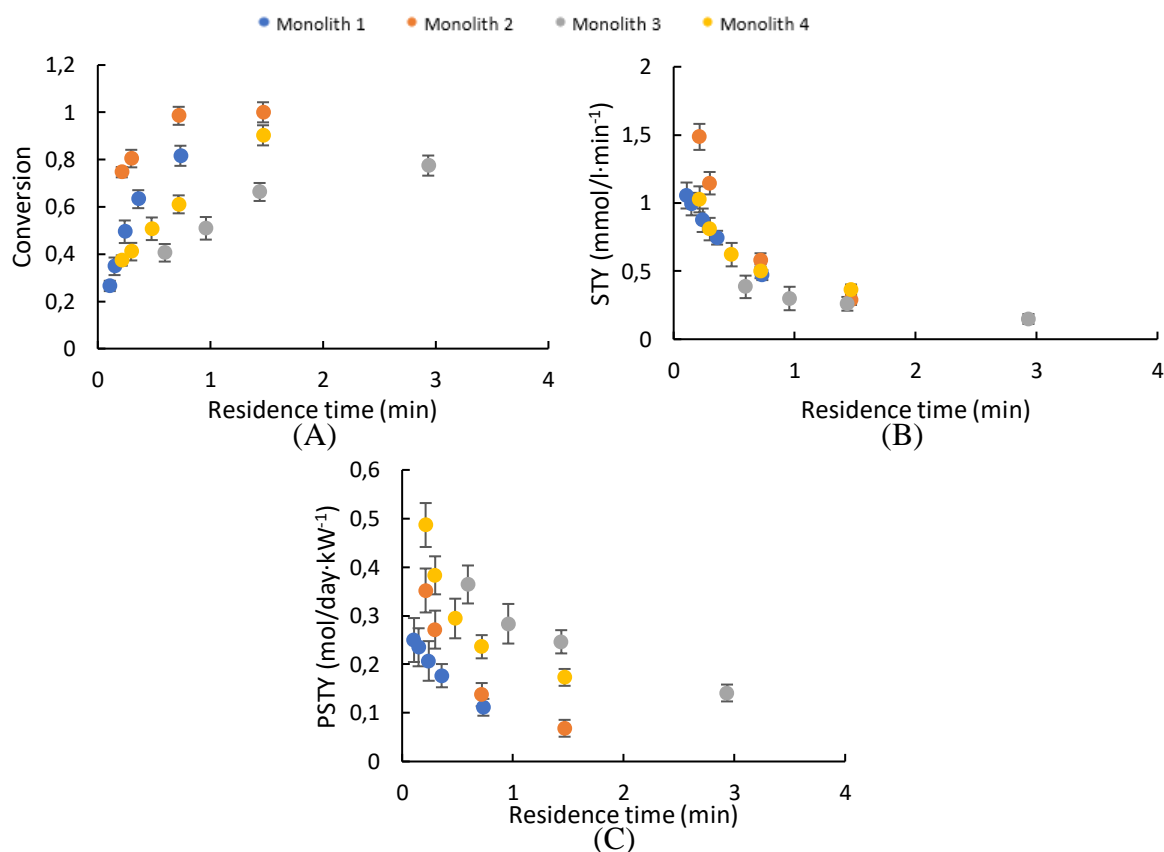 Monolith 1 Monolith 2 Monolith 3 Monolith 4
1,2
1
0,8
0,6
0,4
0,2
0
Conversion
0 1 2 3 4
Residence time (min)
(A)
2
1,5
1
0,5
0
STY (mmol/l·min⁻¹)
0 1 2 3 4
Residence time (min)
(B)
0,6
0,5
0,4
0,3
0,2
0,1
0
PSTY (mol/day·kW⁻¹)
0 1 2 3 4
Residence time (min)
(C)